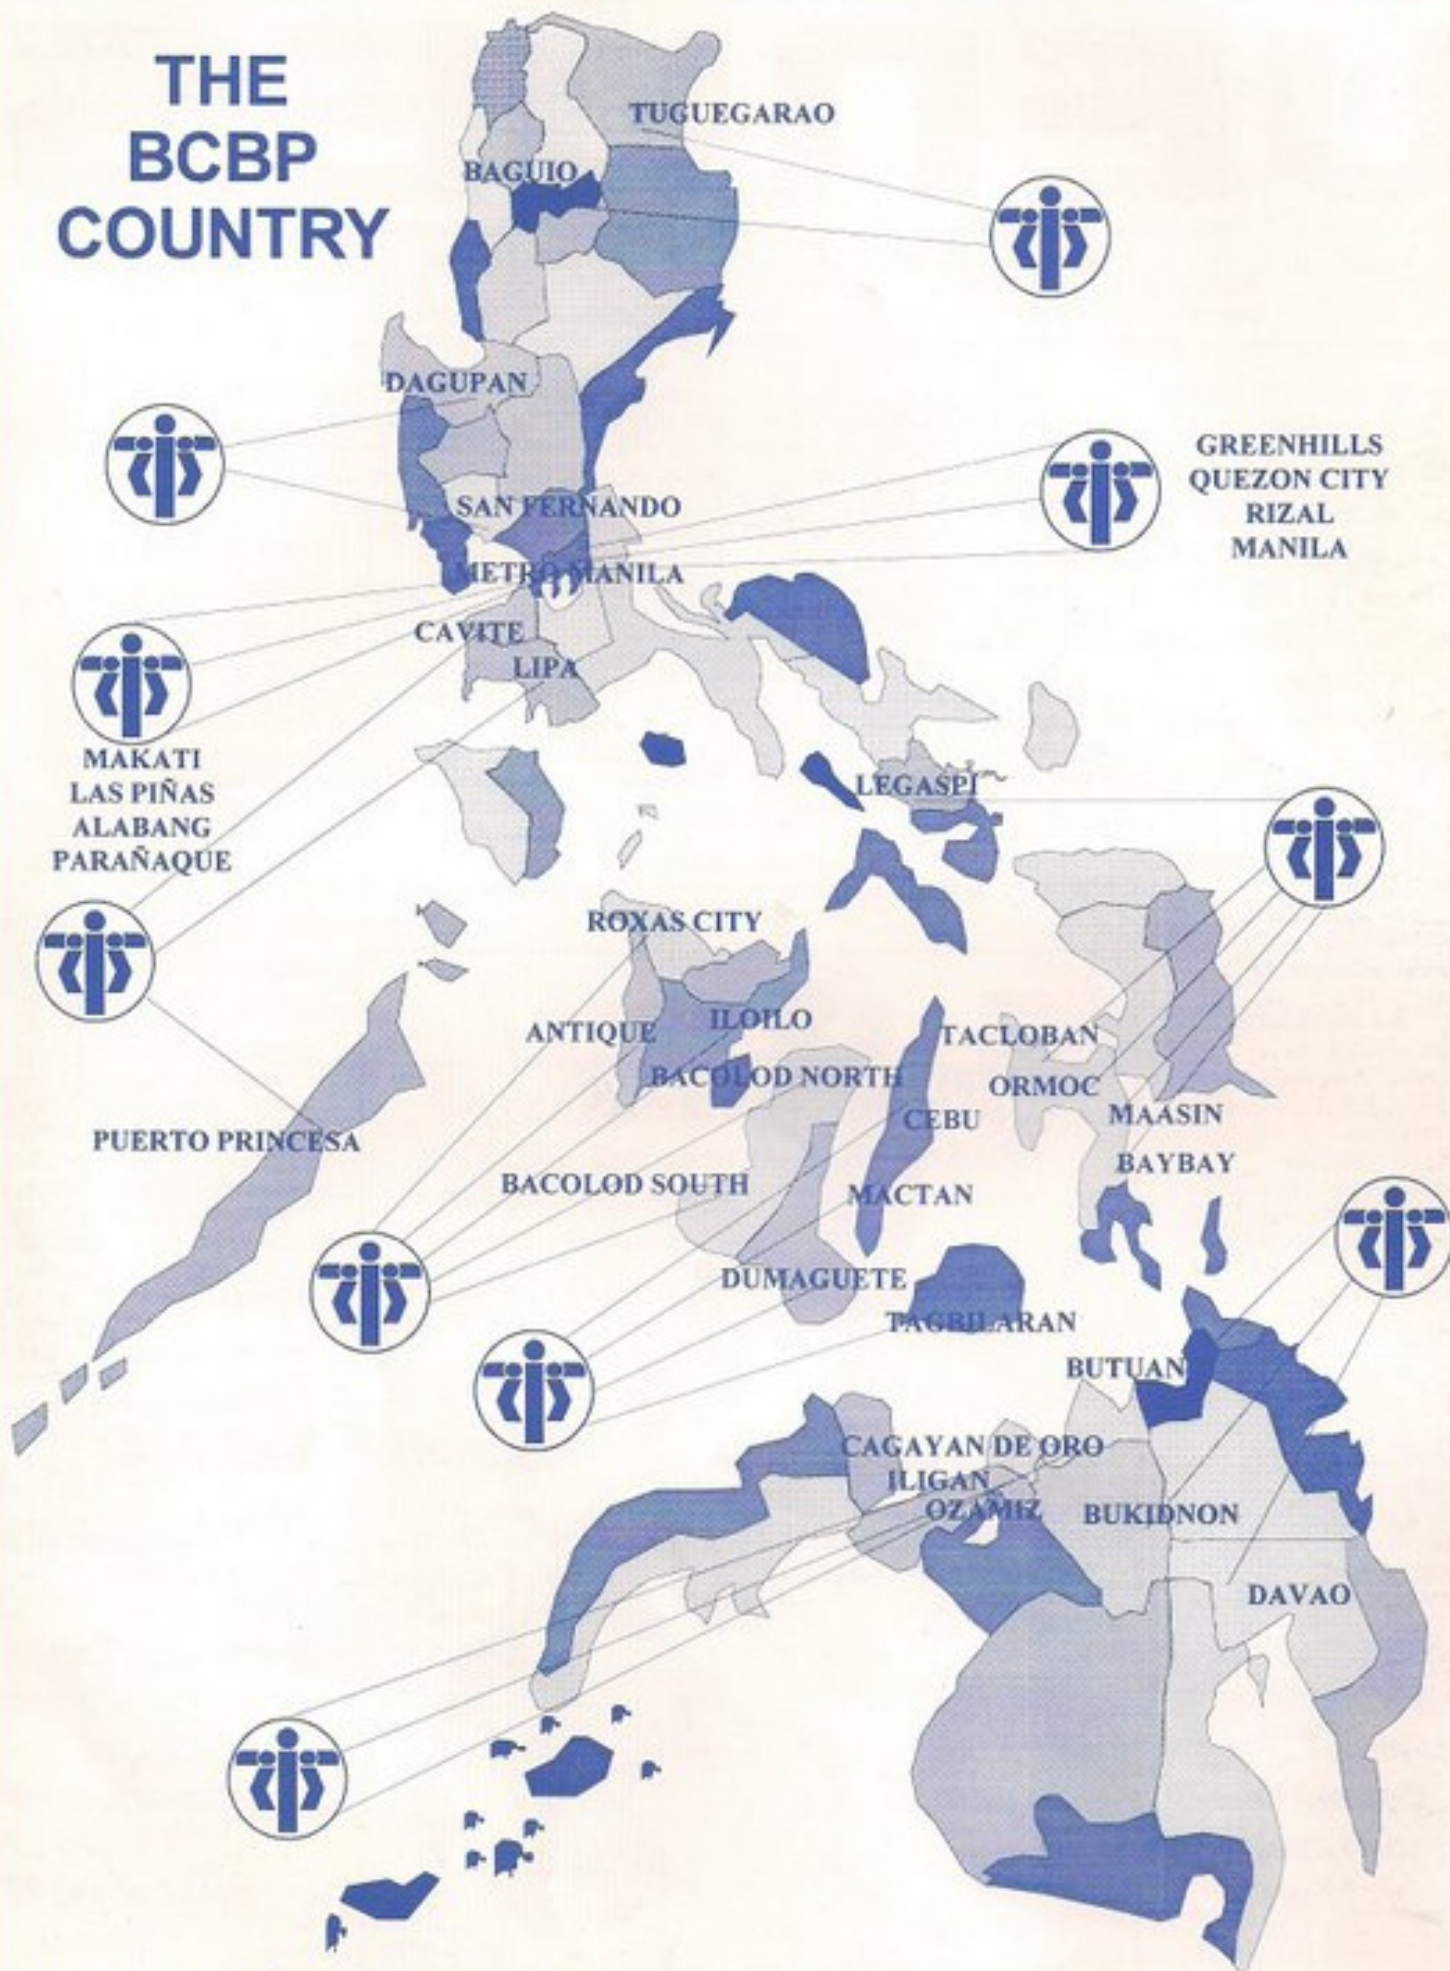 THE
BCBP
COUNTRY
TUGUEGARAO
BAGUIO
DAGUPAN
GREENHILLS
QUEZON CITY
RIZAL
MANILA
SAN FERNANDO
METRO MANILA
CAVITE
LIPA
MAKATI
LAS PIÑAS
ALABANG
PARAÑAQUE
LEGASPI
ROXAS CITY
ANTIQUE
ILOILO
TACLOBAN
BACOLOD NORTH
ORMOC
CEBU
MAASIN
PUERTO PRINCESA
BAYBAY
BACOLOD SOUTH
MACTAN
DUMAGUETE
TAGBILARAN
BUTUAN
CAGAYAN DE ORO
ILIGAN
OZAMIZ
BUKIDNON
DAVAO